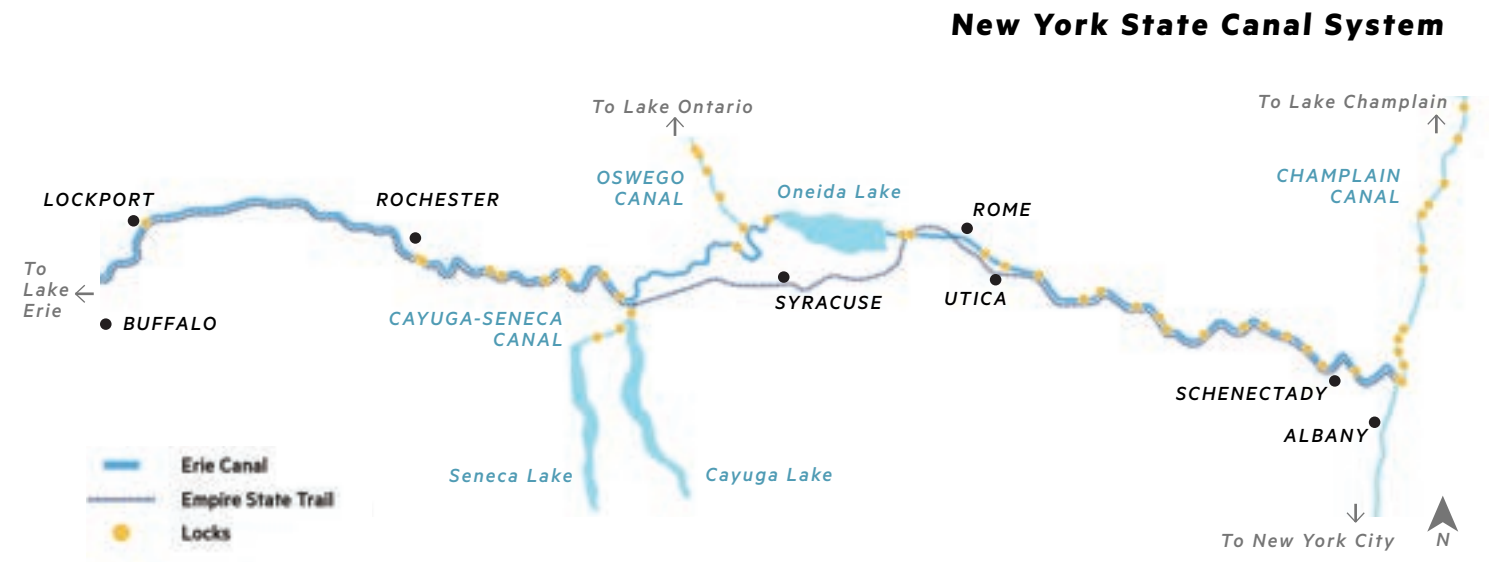 New York State Canal System
To Lake Ontario
To Lake Champlain
OSWEGO
CANAL
Oneida Lake
CHAMPLAIN
CANAL
LOCKPORT
ROCHESTER
ROME
To
Lake
Erie
BUFFALO
SYRACUSE
UTICA
CAYUGA-SENECA
CANAL
SCHENECTADY
ALBANY
Seneca Lake
Cayuga Lake
Erie Canal
Empire State Trail
Locks
To New York City
N